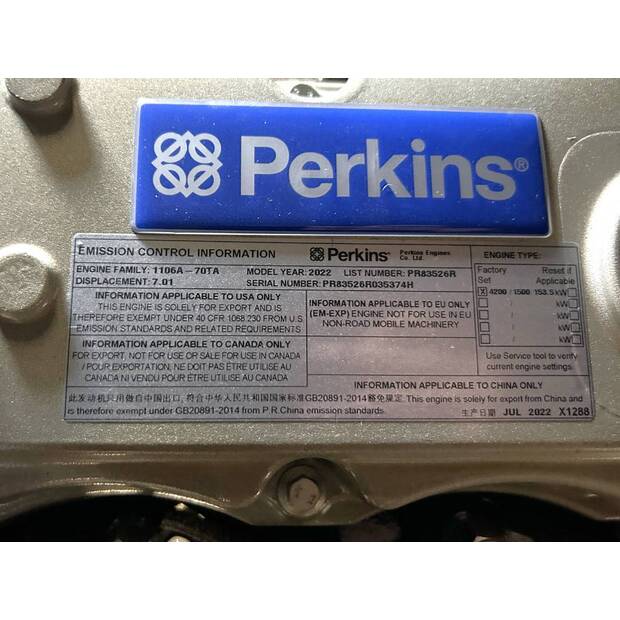 Perkins®
EMISSION CONTROL INFORMATION
Perkins®
Perkins Engines
Co. Ltd.
ENGINE TYPE:
ENGINE FAMILY: 1106A-70TA
MODEL YEAR: 2022
LIST NUMBER: PR83526R
DISPLACEMENT: 7.01
SERIAL NUMBER: PR83526R035374H
Factory
Set
Reset if
Applicable
X 4200 / 1500 153.5 kW
/ kW
/ kW
/ kW
Use Service tool to verify
current engine settings.
INFORMATION APPLICABLE TO USA ONLY
THIS ENGINE IS SOLELY FOR EXPORT AND IS
THEREFORE EXEMPT UNDER 40 CFR 1068.230 FROM U.S.
EMISSION STANDARDS AND RELATED REQUIREMENTS
INFORMATION APPLICABLE TO EU ONLY
(EM-EXP) ENGINE NOT FOR USE IN EU
NON-ROAD MOBILE MACHINERY
INFORMATION APPLICABLE TO CANADA ONLY
FOR EXPORT, NOT FOR USE OR SALE FOR USE IN CANADA
/ POUR EXPORTATION, NE DOIT PAS ÊTRE UTILISÉ AU
CANADA NI VENDU POUR ÊTRE UTILISÉ AU CANADA
INFORMATION APPLICABLE TO CHINA ONLY
此发动机只用做自中国出口, 符合中华人民共和国国家标准GB20891-2014豁免规定. This engine is solely for export from China and
is therefore exempt under GB20891-2014 from P.R.China emission standards.
生产日期 JUL 2022 X1288